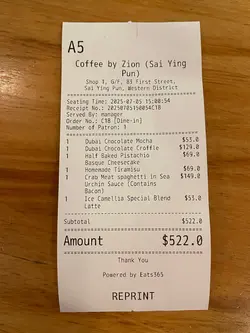 A5
Coffee by Zion (Sai Ying
Pun)
Shop 1, G/F, 83 First Street,
Sai Ying Pun, Western District
Seating Time: 2025-07-05 15:00:54
Receipt No.: 20250705150054C18
Order No.: C18 [Dine-in]
Served By: manager
Number of Patron: 1
1 Dubai Chocolate Mocha $53.0
1 Dubai Chocolate Croffle $129.0
1 Half Baked Pistachio $69.0
Basque Cheesecake
1 Homemade Tiramisu $69.0
1 Crab Meat spaghetti in Sea $149.0
Urchin Sauce (Contains
Bacon)
1 Ice Camellia Special Blend $53.0
Latte
Subtotal $522.0
Amount $522.0
Thank You
Powered by Eats365
REPRINT